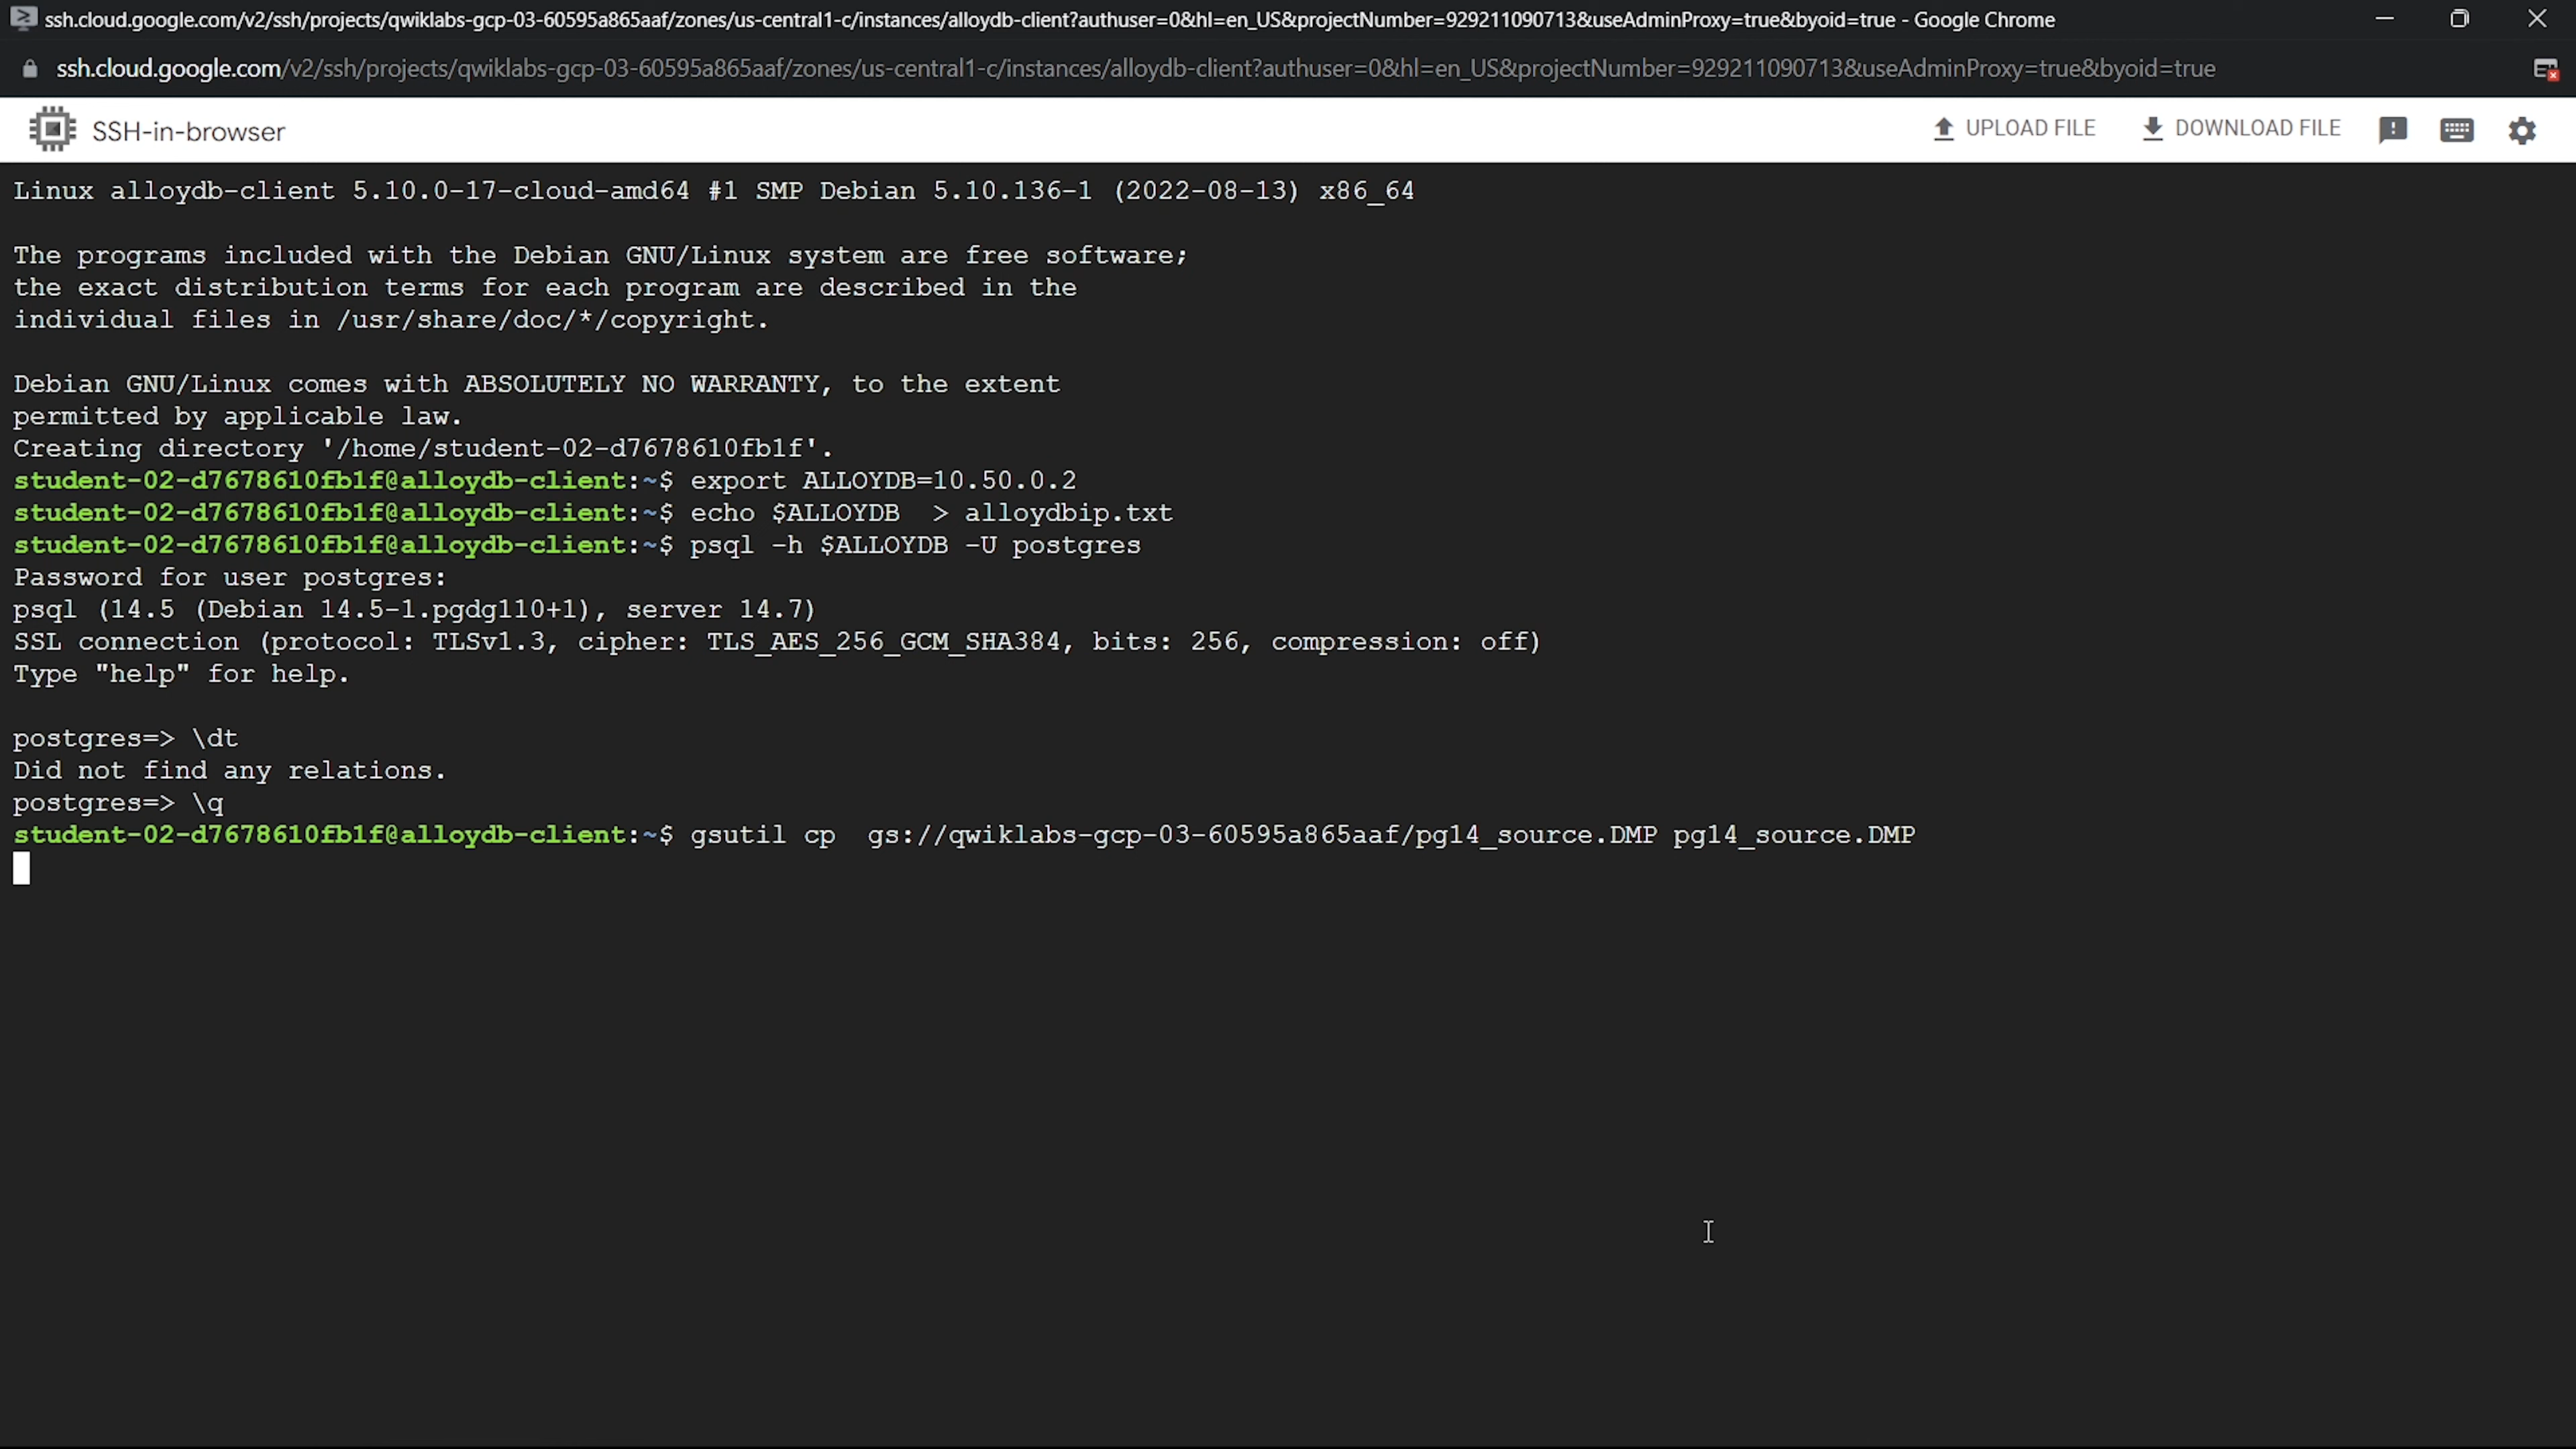 ssh.cloud.google.com/v2/ssh/projects/qwiklabs-gcp-03-60595a865aaf/zones/us-central1-c/instances/alloydb-client?authuser=0&hl=en_US&projectNumber=929211090713&useAdminProxy=true&byoid=true - Google Chrome
ssh.cloud.google.com/v2/ssh/projects/qwiklabs-gcp-03-60595a865aaf/zones/us-central1-c/instances/alloydb-client?authuser=0&hl=en_US&projectNumber=929211090713&useAdminProxy=true&byoid=true
SSH-in-browser UPLOAD FILE DOWNLOAD FILE
Linux alloydb-client 5.10.0-17-cloud-amd64 #1 SMP Debian 5.10.136-1 (2022-08-13) x86_64
The programs included with the Debian GNU/Linux system are free software;
the exact distribution terms for each program are described in the
individual files in /usr/share/doc/*/copyright.
Debian GNU/Linux comes with ABSOLUTELY NO WARRANTY, to the extent
permitted by applicable law.
Creating directory '/home/student-02-d7678610fb1f'.
student-02-d7678610fb1f@alloydb-client:~$ export ALLOYDB=10.50.0.2
student-02-d7678610fb1f@alloydb-client:~$ echo $ALLOYDB  > alloydbip.txt
student-02-d7678610fb1f@alloydb-client:~$ psql -h $ALLOYDB -U postgres
Password for user postgres:
psql (14.5 (Debian 14.5-1.pgdg110+1), server 14.7)
SSL connection (protocol: TLSv1.3, cipher: TLS_AES_256_GCM_SHA384, bits: 256, compression: off)
Type "help" for help.
postgres=> \dt
Did not find any relations.
postgres=> \q
student-02-d7678610fb1f@alloydb-client:~$ gsutil cp  gs://qwiklabs-gcp-03-60595a865aaf/pg14_source.DMP pg14_source.DMP